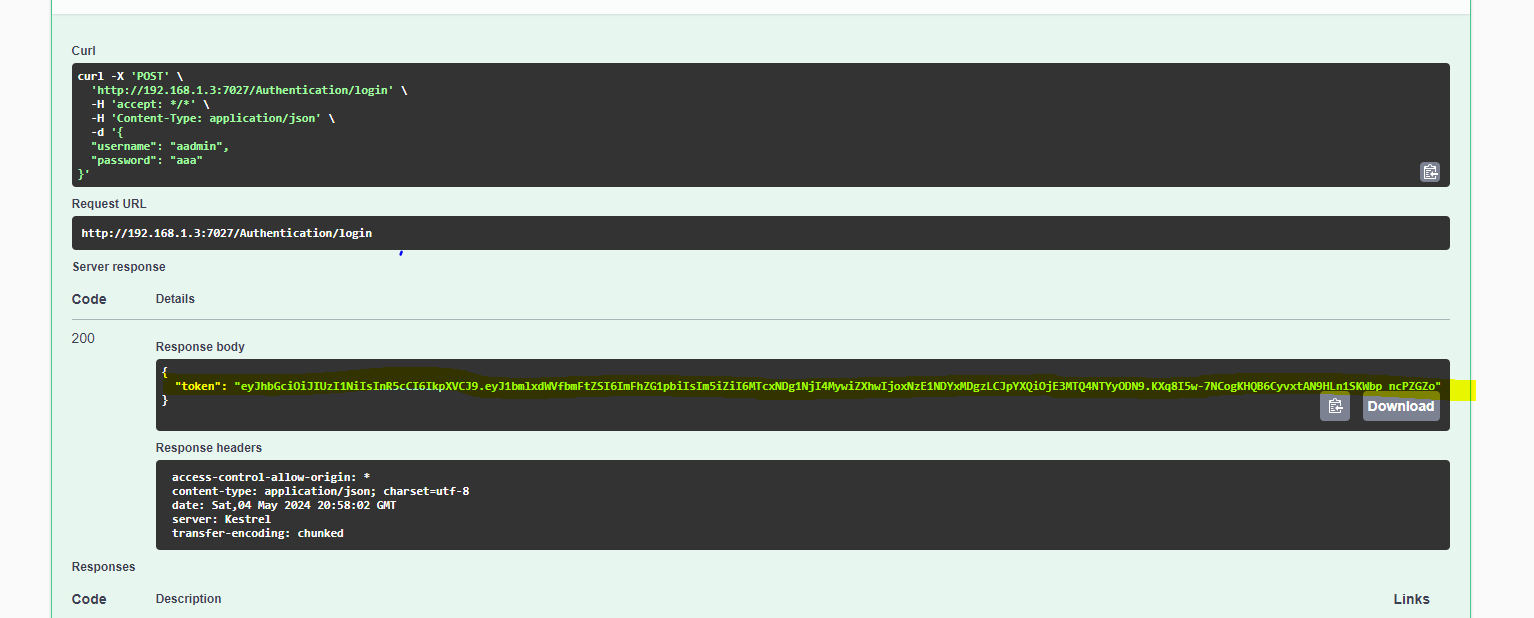 Curl
curl -X 'POST' \
'http://192.168.1.3:7027/Authentication/login' \
-H 'accept: */*' \
-H 'Content-Type: application/json' \
-d '{
"username": "aadmin",
"password": "aaa"
}'
Request URL
http://192.168.1.3:7027/Authentication/login
Server response
Code Details
200
Response body
{
"token": "eyJhbGciOiJIUzI1NiIsInR5cCI6IkpXVCJ9.eyJ1bmlxdWVfbmFtZSI6ImFhZG1pbiIsIm5iZiI6MTcxNDg1NjI4MywiZXhwIjoxNzE1NDYxMDgzLCJpYXQiOjE3MTQ4NTYyODN9.KXq8I5w-7NCogKHQB6CyvxtAN9HLn1SKWbp_ncPZGZo"
}
Download
Response headers
access-control-allow-origin: *
content-type: application/json; charset=utf-8
date: Sat,04 May 2024 20:58:02 GMT
server: Kestrel
transfer-encoding: chunked
Responses
Code Description Links